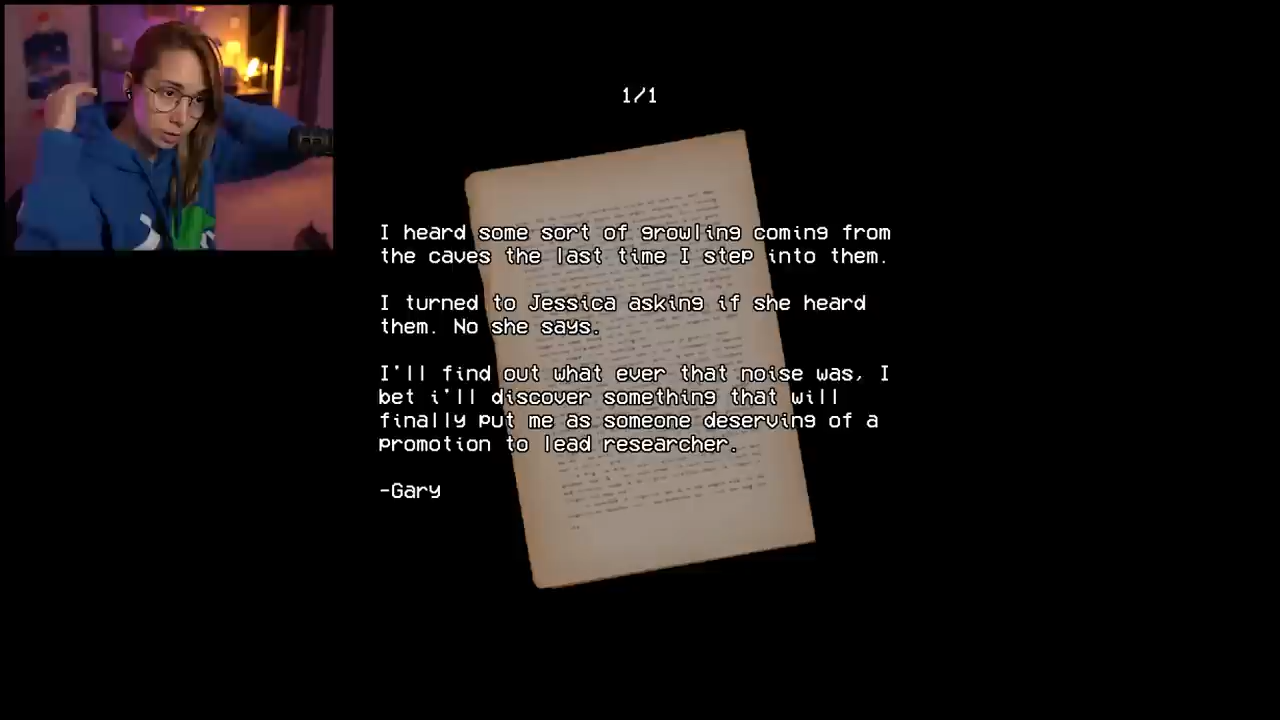 1/1
I heard some sort of growling coming from
the caves the last time I step into them.
I turned to Jessica asking if she heard
them. No she says.
I'll find out what ever that noise was, I
bet i'll discover something that will
finally put me as someone deserving of a
promotion to lead researcher.
-Gary